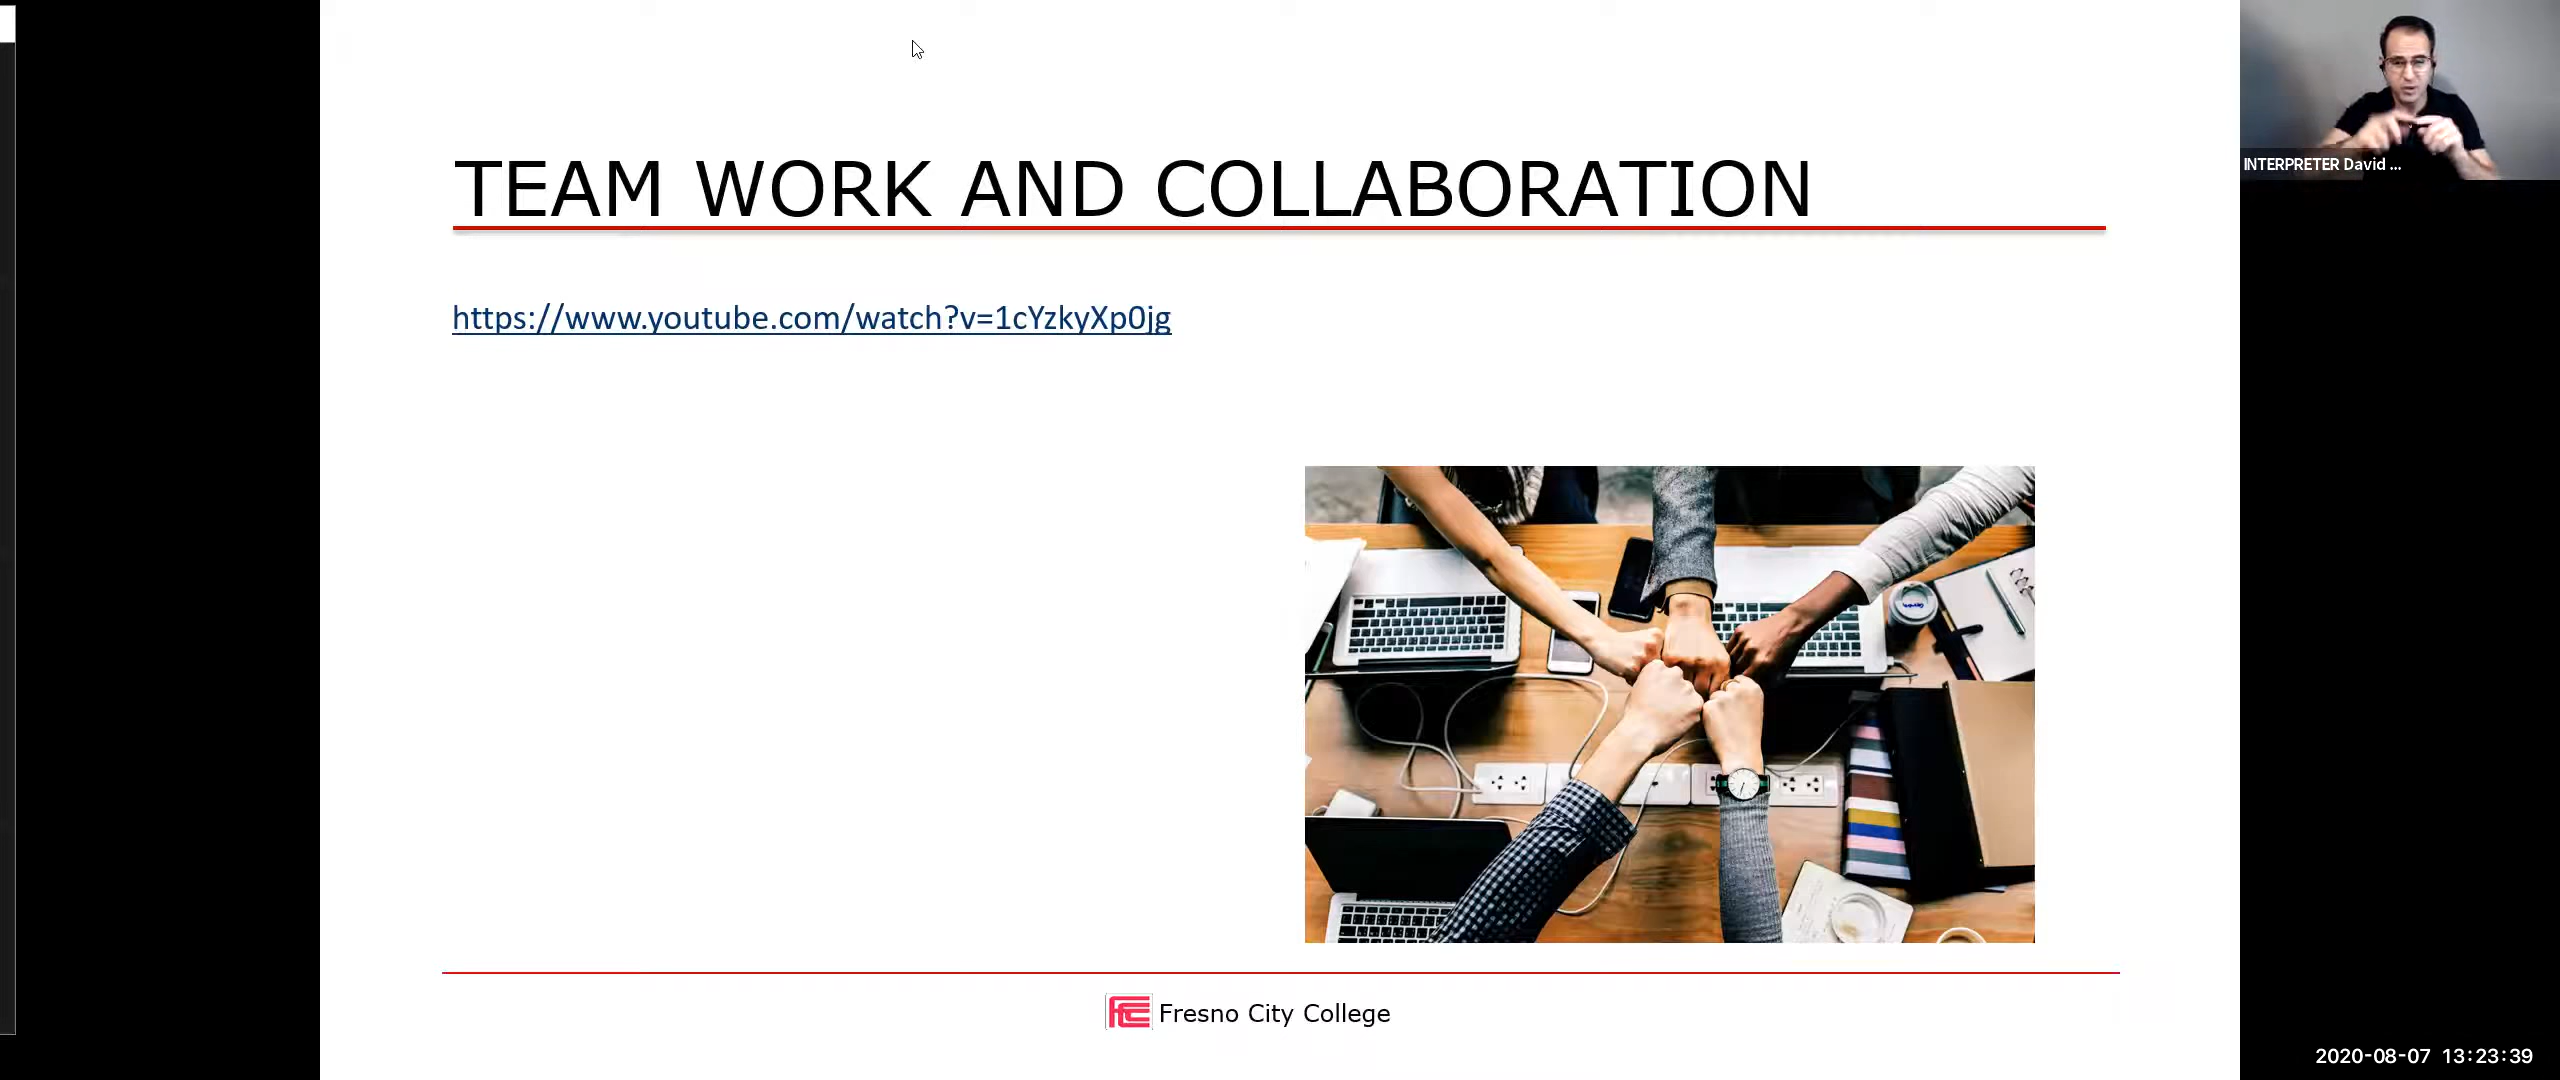 TEAM WORK AND COLLABORATION
https://www.youtube.com/watch?v=1cYzkyXp0jg
INTERPRETER David ...
FCC Fresno City College
2020-08-07 13:23:39